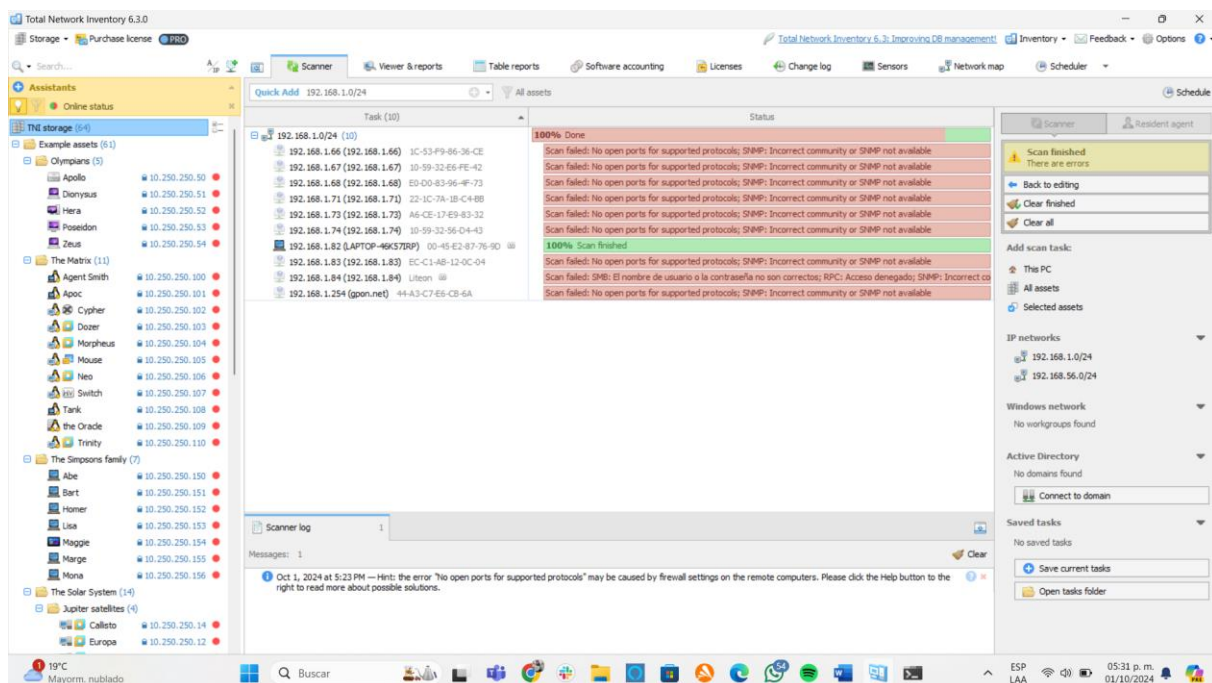 Total Network Inventory 6.3.0
Storage Purchase license PRO
Total Network Inventory 6.3: Improving DB management! Inventory Feedback Options
Search...
Scanner Viewer & reports Table reports Software accounting Licenses Change log Sensors Network map Scheduler
Assistants
Online status
TNI storage (64)
Example assets (61)
Olympians (5)
Apollo 10.250.250.50
Dionysus 10.250.250.51
Hera 10.250.250.52
Poseidon 10.250.250.53
Zeus 10.250.250.54
The Matrix (11)
Agent Smith 10.250.250.100
Apoc 10.250.250.101
Cypher 10.250.250.102
Dozer 10.250.250.103
Morpheus 10.250.250.104
Mouse 10.250.250.105
Neo 10.250.250.106
Switch 10.250.250.107
Tank 10.250.250.108
the Oracle 10.250.250.109
Trinity 10.250.250.110
The Simpsons family (7)
Abe 10.250.250.150
Bart 10.250.250.151
Homer 10.250.250.152
Lisa 10.250.250.153
Maggie 10.250.250.154
Marge 10.250.250.155
Mona 10.250.250.156
The Solar System (14)
Jupiter satellites (4)
Callisto 10.250.250.14
Europa 10.250.250.12
Quick Add 192.168.1.0/24 All assets
Schedule
Task (10) Status
192.168.1.0/24 (10) 100% Done
192.168.1.66 (192.168.1.66) 1C-53-F9-86-36-CE Scan failed: No open ports for supported protocols; SNMP: Incorrect community or SNMP not available
192.168.1.67 (192.168.1.67) 10-59-32-E6-FE-42 Scan failed: No open ports for supported protocols; SNMP: Incorrect community or SNMP not available
192.168.1.68 (192.168.1.68) E0-D0-83-96-4F-73 Scan failed: No open ports for supported protocols; SNMP: Incorrect community or SNMP not available
192.168.1.71 (192.168.1.71) 22-1C-7A-1B-C4-BB Scan failed: No open ports for supported protocols; SNMP: Incorrect community or SNMP not available
192.168.1.73 (192.168.1.73) A6-CE-17-E9-83-32 Scan failed: No open ports for supported protocols; SNMP: Incorrect community or SNMP not available
192.168.1.74 (192.168.1.74) 10-59-32-56-D4-43 Scan failed: No open ports for supported protocols; SNMP: Incorrect community or SNMP not available
192.168.1.82 (LAPTOP-46K57IRP) 00-45-E2-87-76-9D 100% Scan finished
192.168.1.83 (192.168.1.83) EC-C1-AB-12-0C-04 Scan failed: No open ports for supported protocols; SNMP: Incorrect community or SNMP not available
192.168.1.84 (192.168.1.84) Liteon Scan failed: SMB: El nombre de usuario o la contraseña no son correctos; RPC: Acceso denegado; SNMP: Incorrect co
192.168.1.254 (gpon.net) 44-A3-C7-E6-CB-6A Scan failed: No open ports for supported protocols; SNMP: Incorrect community or SNMP not available
Scanner log 1
Messages: 1
Clear
Oct 1, 2024 at 5:23 PM — Hint: the error "No open ports for supported protocols" may be caused by firewall settings on the remote computers. Please click the Help button to the
right to read more about possible solutions.
Scanner Resident agent
Scan finished
There are errors
Back to editing
Clear finished
Clear all
Add scan task:
This PC
All assets
Selected assets
IP networks
192.168.1.0/24
192.168.56.0/24
Windows network
No workgroups found
Active Directory
No domains found
Connect to domain
Saved tasks
No saved tasks
Save current tasks
Open tasks folder
1
19°C
Mayorm. nublado
Buscar
54
ESP
LAA
05:31 p. m.
01/10/2024